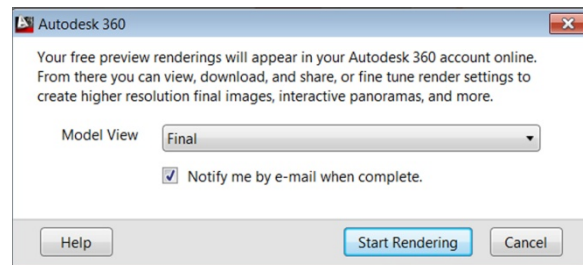 Autodesk 360
Your free preview renderings will appear in your Autodesk 360 account online.
From there you can view, download, and share, or fine tune render settings to
create higher resolution final images, interactive panoramas, and more.
Model View Final
Notify me by e-mail when complete.
Help Start Rendering Cancel